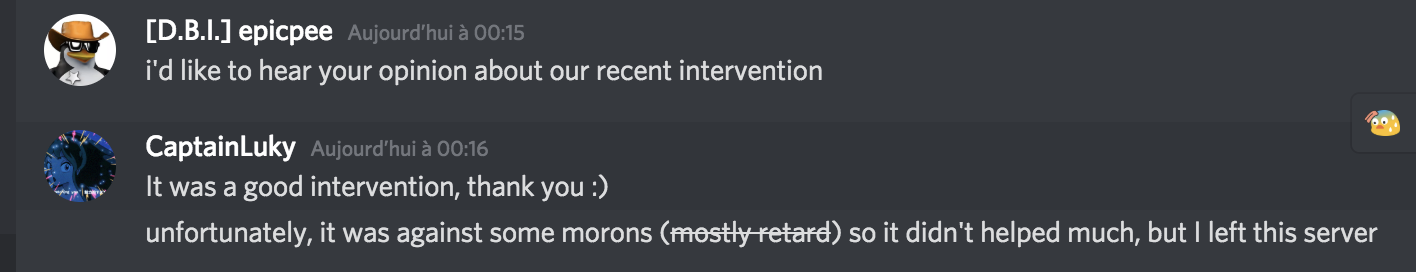 [D.B.I.] epicpee Aujourd'hui à 00:15
i'd like to hear your opinion about our recent intervention
CaptainLuky Aujourd'hui à 00:16
It was a good intervention, thank you :)
unfortunately, it was against some morons (mostly retard) so it didn't helped much, but I left this server